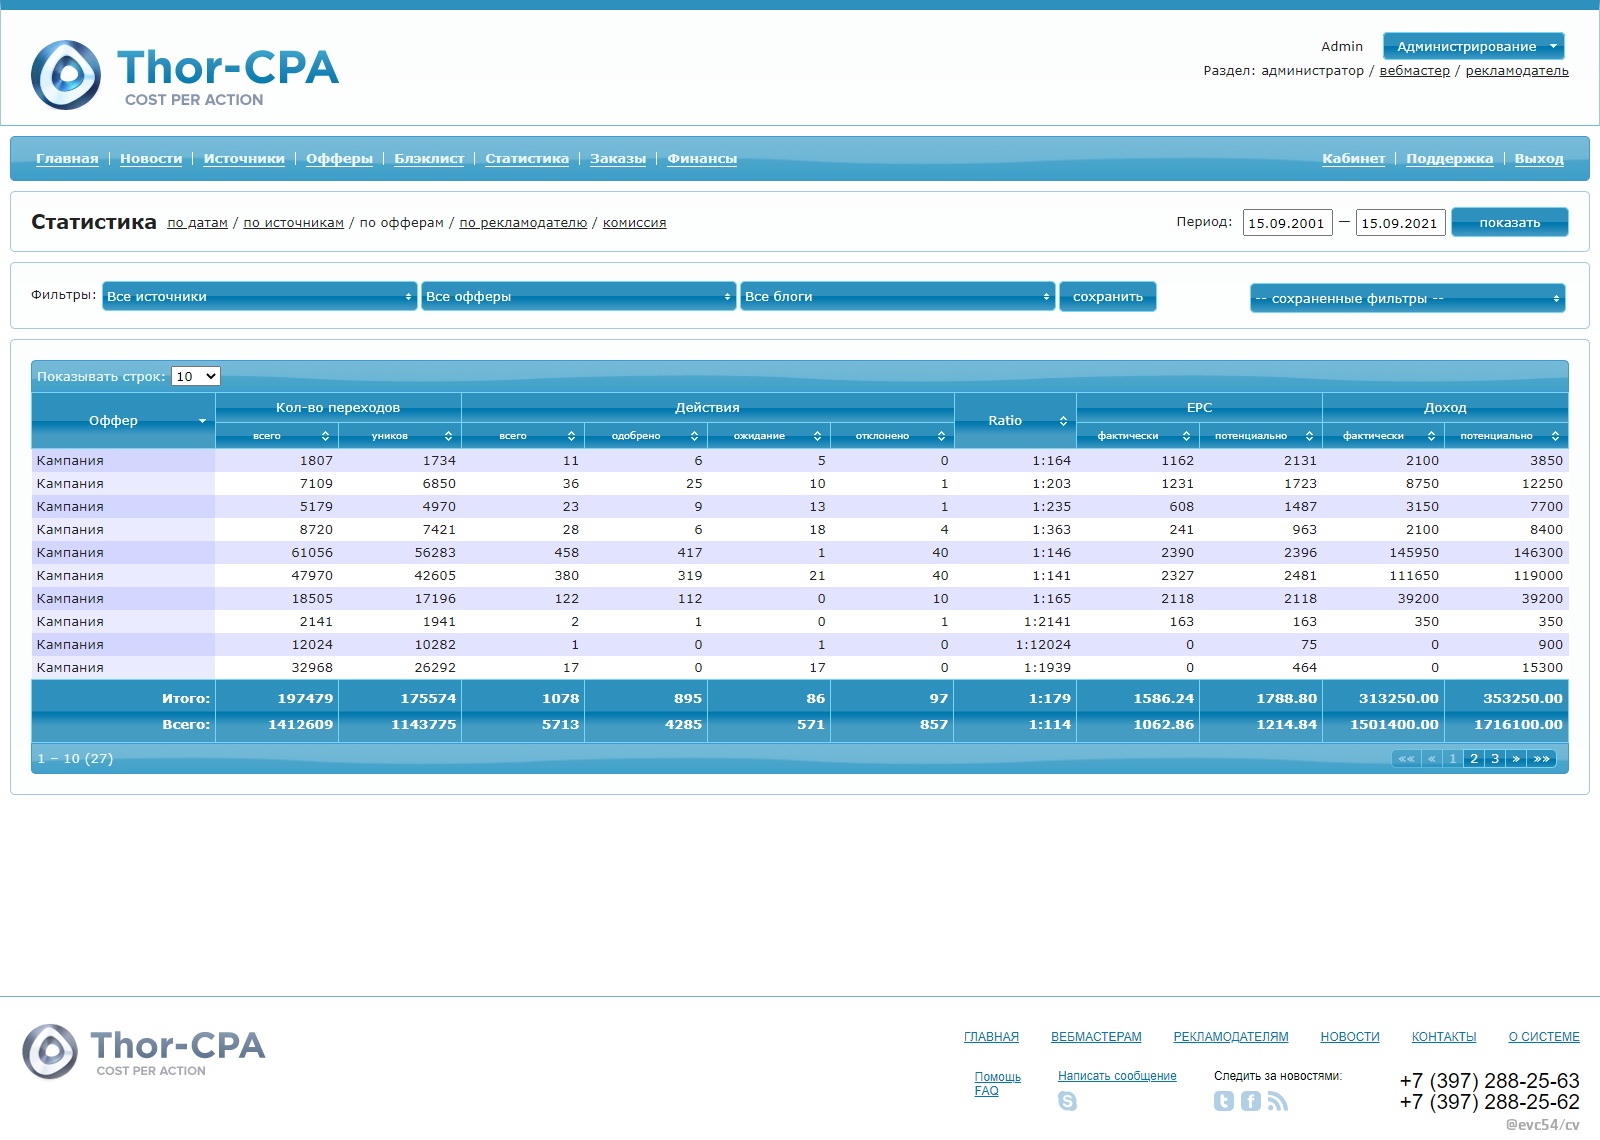 Thor-CPA
COST PER ACTION
Admin Администрирование
Раздел: администратор / вебмастер / рекламодатель
Главная | Новости | Источники | Офферы | Блэклист | Статистика | Заказы | Финансы Кабинет | Поддержка | Выход
Статистика по датам / по источникам / по офферам / по рекламодателю / комиссия Период: 15.09.2001 — 15.09.2021 показать
Фильтры: Все источники Все офферы Все блоги сохранить -- сохраненные фильтры --
Показывать строк: 10
Оффер Кол-во переходов Действия Ratio EPC Доход
всего уников всего одобрено ожидание отклонено фактически потенциально фактически потенциально
Кампания 1807 1734 11 6 5 0 1:164 1162 2131 2100 3850
Кампания 7109 6850 36 25 10 1 1:203 1231 1723 8750 12250
Кампания 5179 4970 23 9 13 1 1:235 608 1487 3150 7700
Кампания 8720 7421 28 6 18 4 1:363 241 963 2100 8400
Кампания 61056 56283 458 417 1 40 1:146 2390 2396 145950 146300
Кампания 47970 42605 380 319 21 40 1:141 2327 2481 111650 119000
Кампания 18505 17196 122 112 0 10 1:165 2118 2118 39200 39200
Кампания 2141 1941 2 1 0 1 1:2141 163 163 350 350
Кампания 12024 10282 1 0 1 0 1:12024 0 75 0 900
Кампания 32968 26292 17 0 17 0 1:1939 0 464 0 15300
Итого: 197479 175574 1078 895 86 97 1:179 1586.24 1788.80 313250.00 353250.00
Всего: 1412609 1143775 5713 4285 571 857 1:114 1062.86 1214.84 1501400.00 1716100.00
1 – 10 (27) «« « 1 2 3 » »»
Thor-CPA
COST PER ACTION
ГЛАВНАЯ ВЕБМАСТЕРАМ РЕКЛАМОДАТЕЛЯМ НОВОСТИ КОНТАКТЫ О СИСТЕМЕ
Помощь Написать сообщение Следить за новостями: +7 (397) 288-25-63
FAQ +7 (397) 288-25-62
@evc54/cv